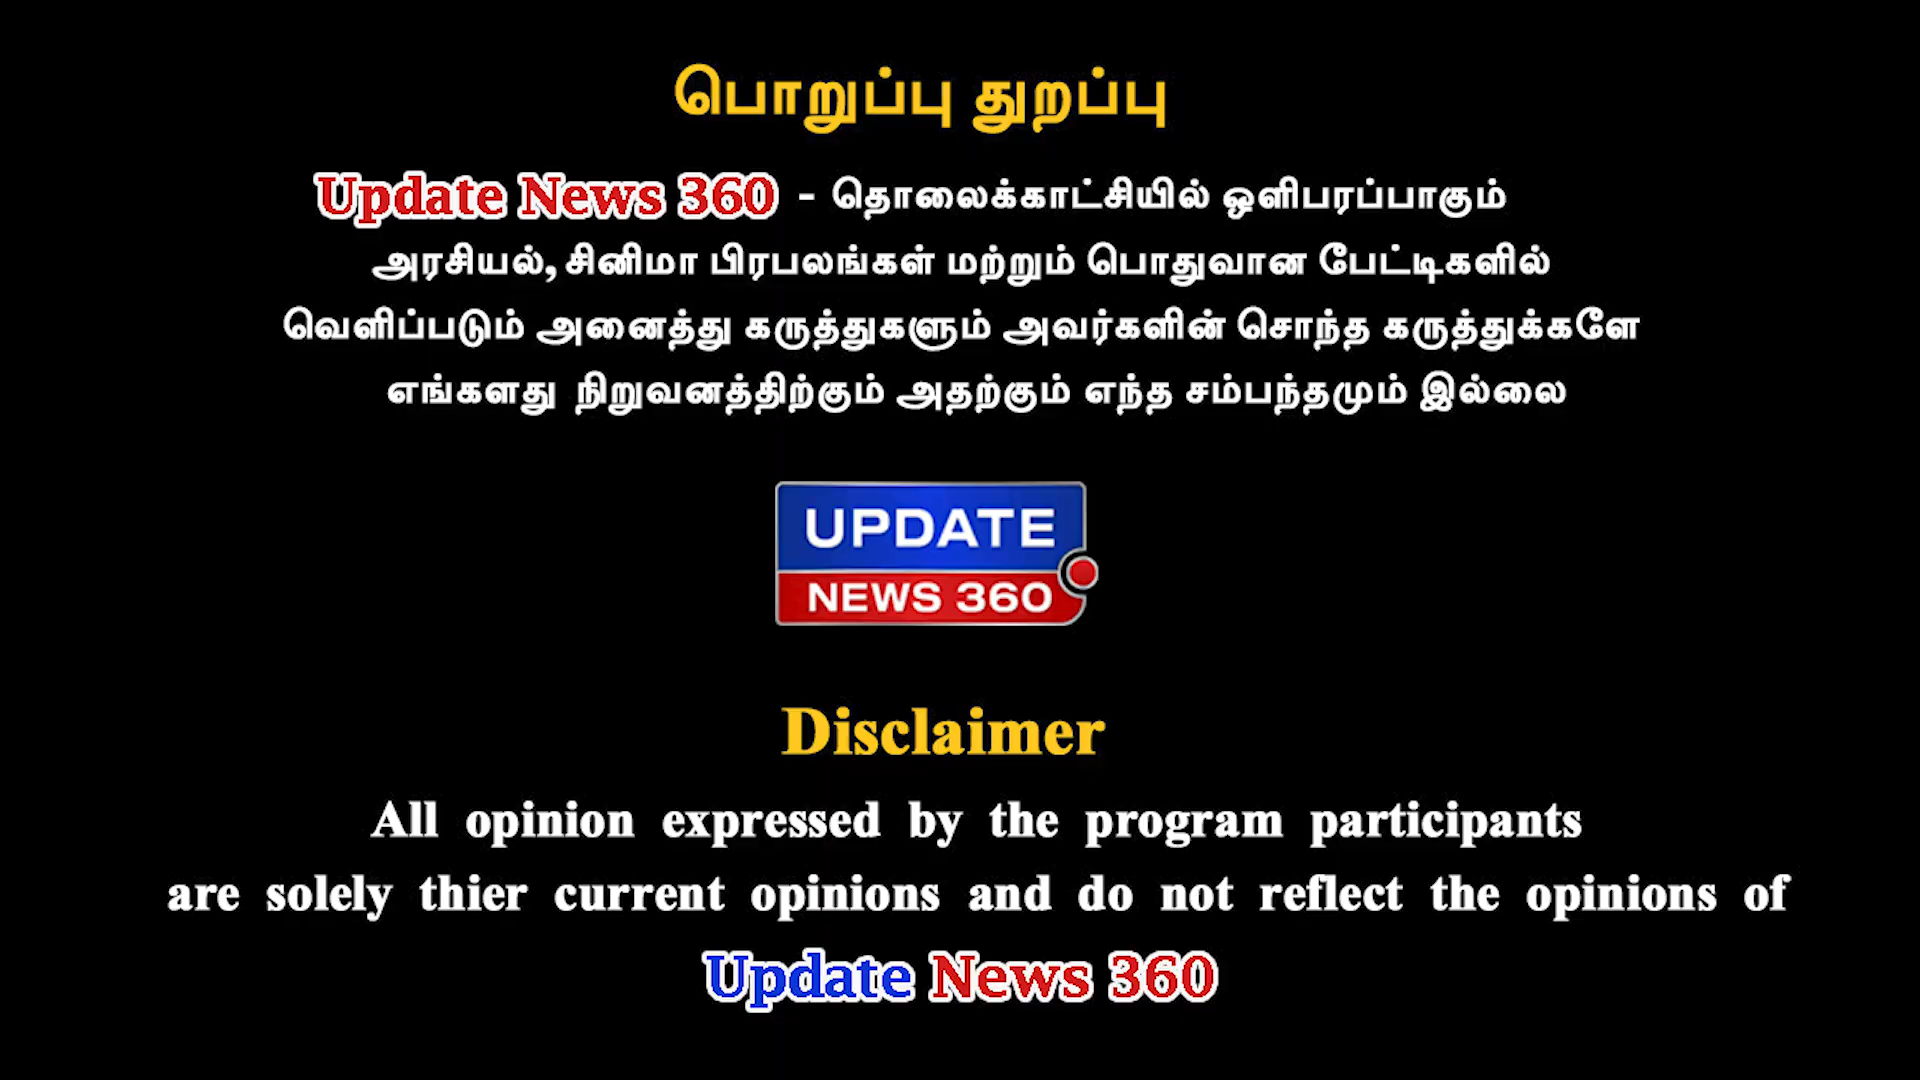 பொறுப்பு துறப்பு
Update News 360 - தொலைக்காட்சியில் ஒளிபரப்பாகும்
அரசியல், சினிமா பிரபலங்கள் மற்றும் பொதுவான பேட்டிகளில்
வெளிப்படும் அனைத்து கருத்துகளும் அவர்களின் சொந்த கருத்துக்களே
எங்களது நிறுவனத்திற்கும் அதற்கும் எந்த சம்பந்தமும் இல்லை
UPDATE
NEWS 360
Disclaimer
All opinion expressed by the program participants
are solely thier current opinions and do not reflect the opinions of
Update News 360